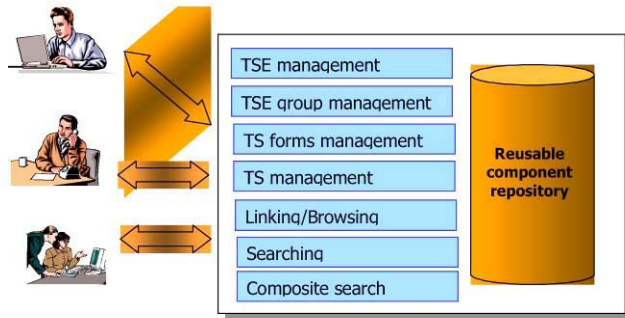 TSE management
TSE group management
TS forms management
TS management
Linking/Browsing
Searching
Composite search
Reusable
component
repository